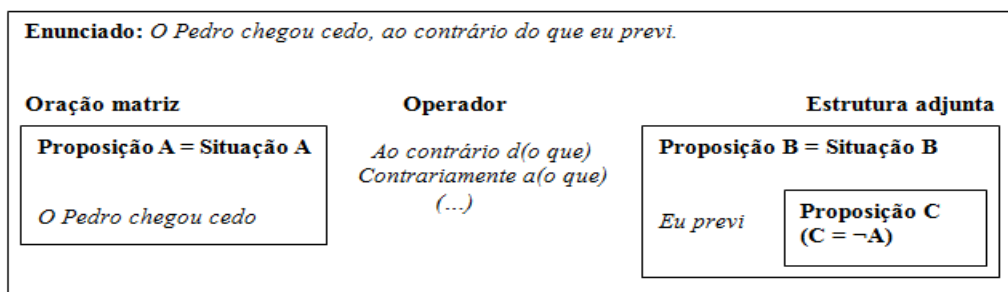 Enunciado: O Pedro chegou cedo, ao contrário do que eu previ.
Oração matriz
Operador
Estrutura adjunta
Proposição A = Situação A
O Pedro chegou cedo
Ao contrário d(o que)
Contrariamente a(o que)
(...)
Proposição B = Situação B
Eu previ
Proposição C
(C = ¬A)